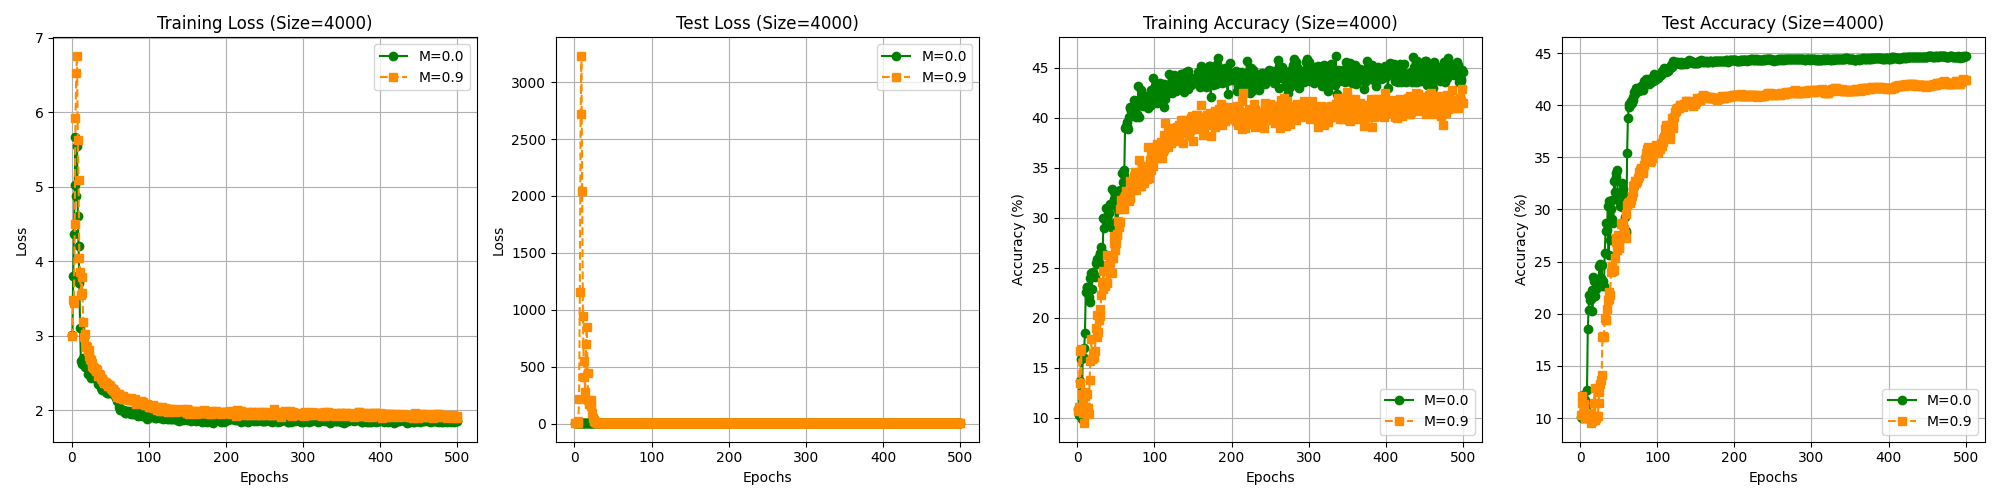 Training Loss (Size=4000)
7
6
5
4
3
2
Loss
0
100
200
300
400
500
Epochs
M=0.0
M=0.9
Test Loss (Size=4000)
3000
2500
2000
1500
1000
500
0
Loss
0
100
200
300
400
500
Epochs
M=0.0
M=0.9
Training Accuracy (Size=4000)
45
40
35
30
25
20
15
10
Accuracy (%)
0
100
200
300
400
500
Epochs
M=0.0
M=0.9
Test Accuracy (Size=4000)
45
40
35
30
25
20
15
10
Accuracy (%)
0
100
200
300
400
500
Epochs
M=0.0
M=0.9